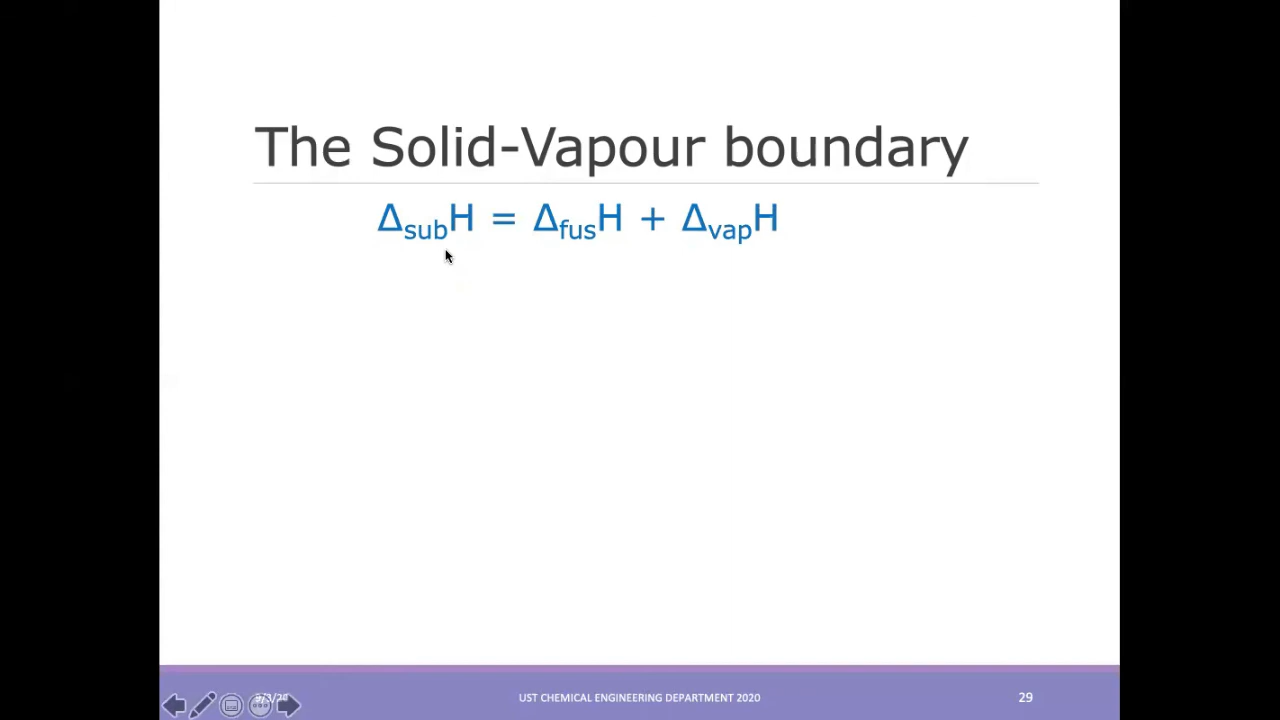 The Solid-Vapour boundary
ΔsubH = ΔfusH + ΔvapH
UST CHEMICAL ENGINEERING DEPARTMENT 2020
29